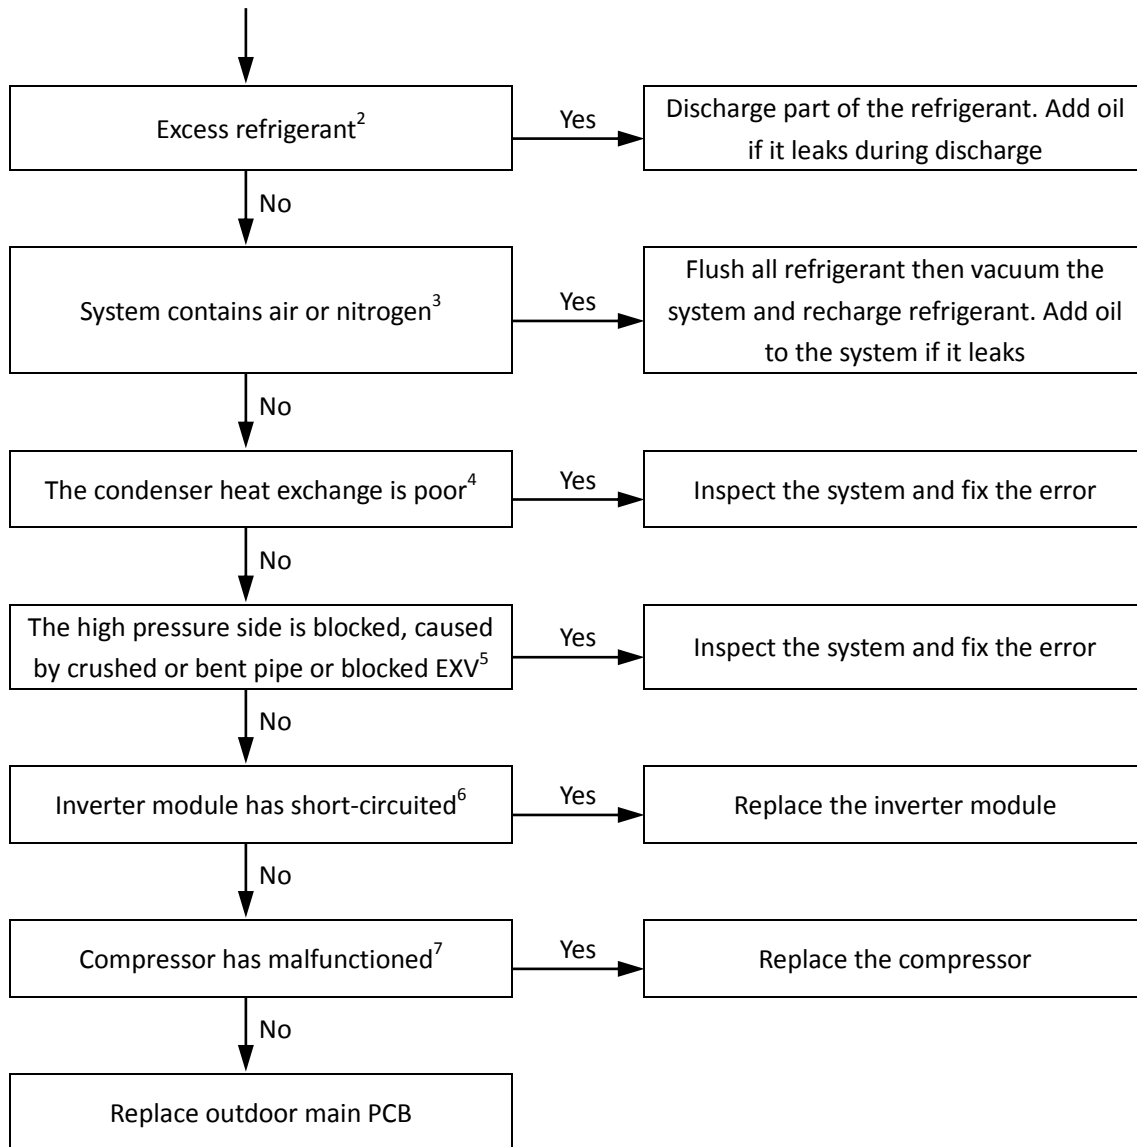 Excess refrigerant2
Yes
Discharge part of the refrigerant. Add oil
if it leaks during discharge
No
System contains air or nitrogen3
Yes
Flush all refrigerant then vacuum the
system and recharge refrigerant. Add oil
to the system if it leaks
No
The condenser heat exchange is poor4
Yes
Inspect the system and fix the error
No
The high pressure side is blocked, caused
by crushed or bent pipe or blocked EXV5
Yes
Inspect the system and fix the error
No
Inverter module has short-circuited6
Yes
Replace the inverter module
No
Compressor has malfunctioned7
Yes
Replace the compressor
No
Replace outdoor main PCB